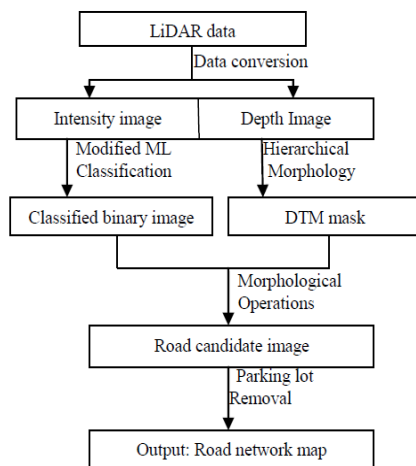 LiDAR data
Data conversion
Intensity image
Depth Image
Modified ML
Classification
Hierarchical
Morphology
Classified binary image
DTM mask
Morphological
Operations
Road candidate image
Parking lot
Removal
Output: Road network map